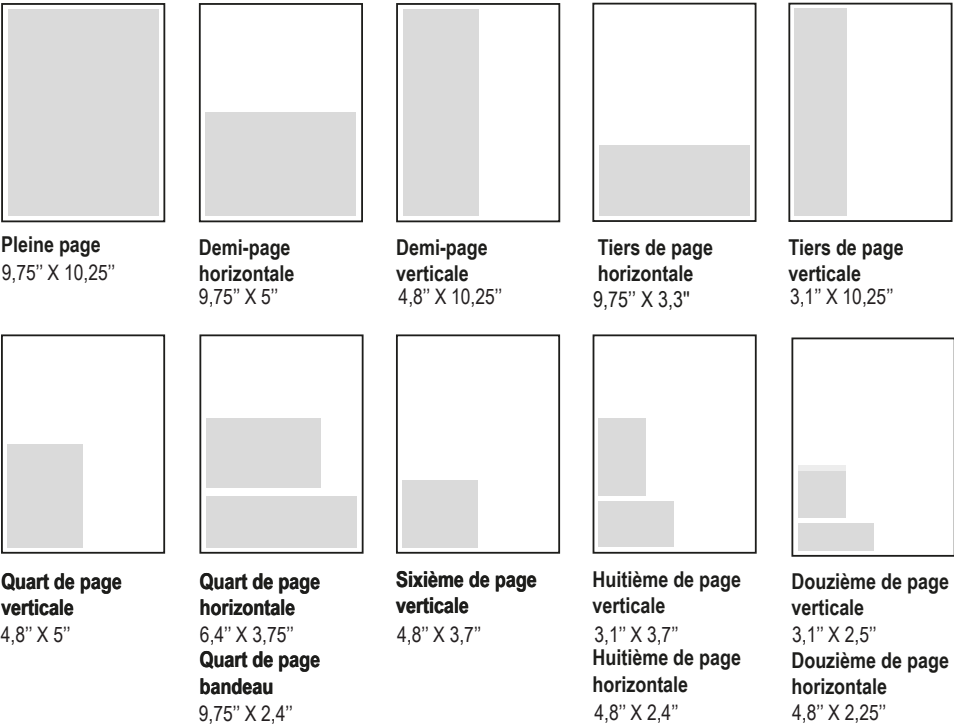 Pleine page
9,75’’ X 10,25’’
Demi-page
horizontale
9,75’’ X 5’’
Demi-page
verticale
4,8’’ X 10,25’’
Tiers de page
horizontale
9,75’’ X 3,3"
Tiers de page
verticale
3,1’’ X 10,25’’
Quart de page
verticale
4,8’’ X 5’’
Quart de page
horizontale
6,4’’ X 3,75’’
Quart de page
bandeau
9,75’’ X 2,4’’
Sixième de page
verticale
4,8’’ X 3,7’’
Huitième de page
verticale
3,1’’ X 3,7’’
Huitième de page
horizontale
4,8’’ X 2,4’’
Douzième de page
verticale
3,1’’ X 2,5’’
Douzième de page
horizontale
4,8’’ X 2,25’’